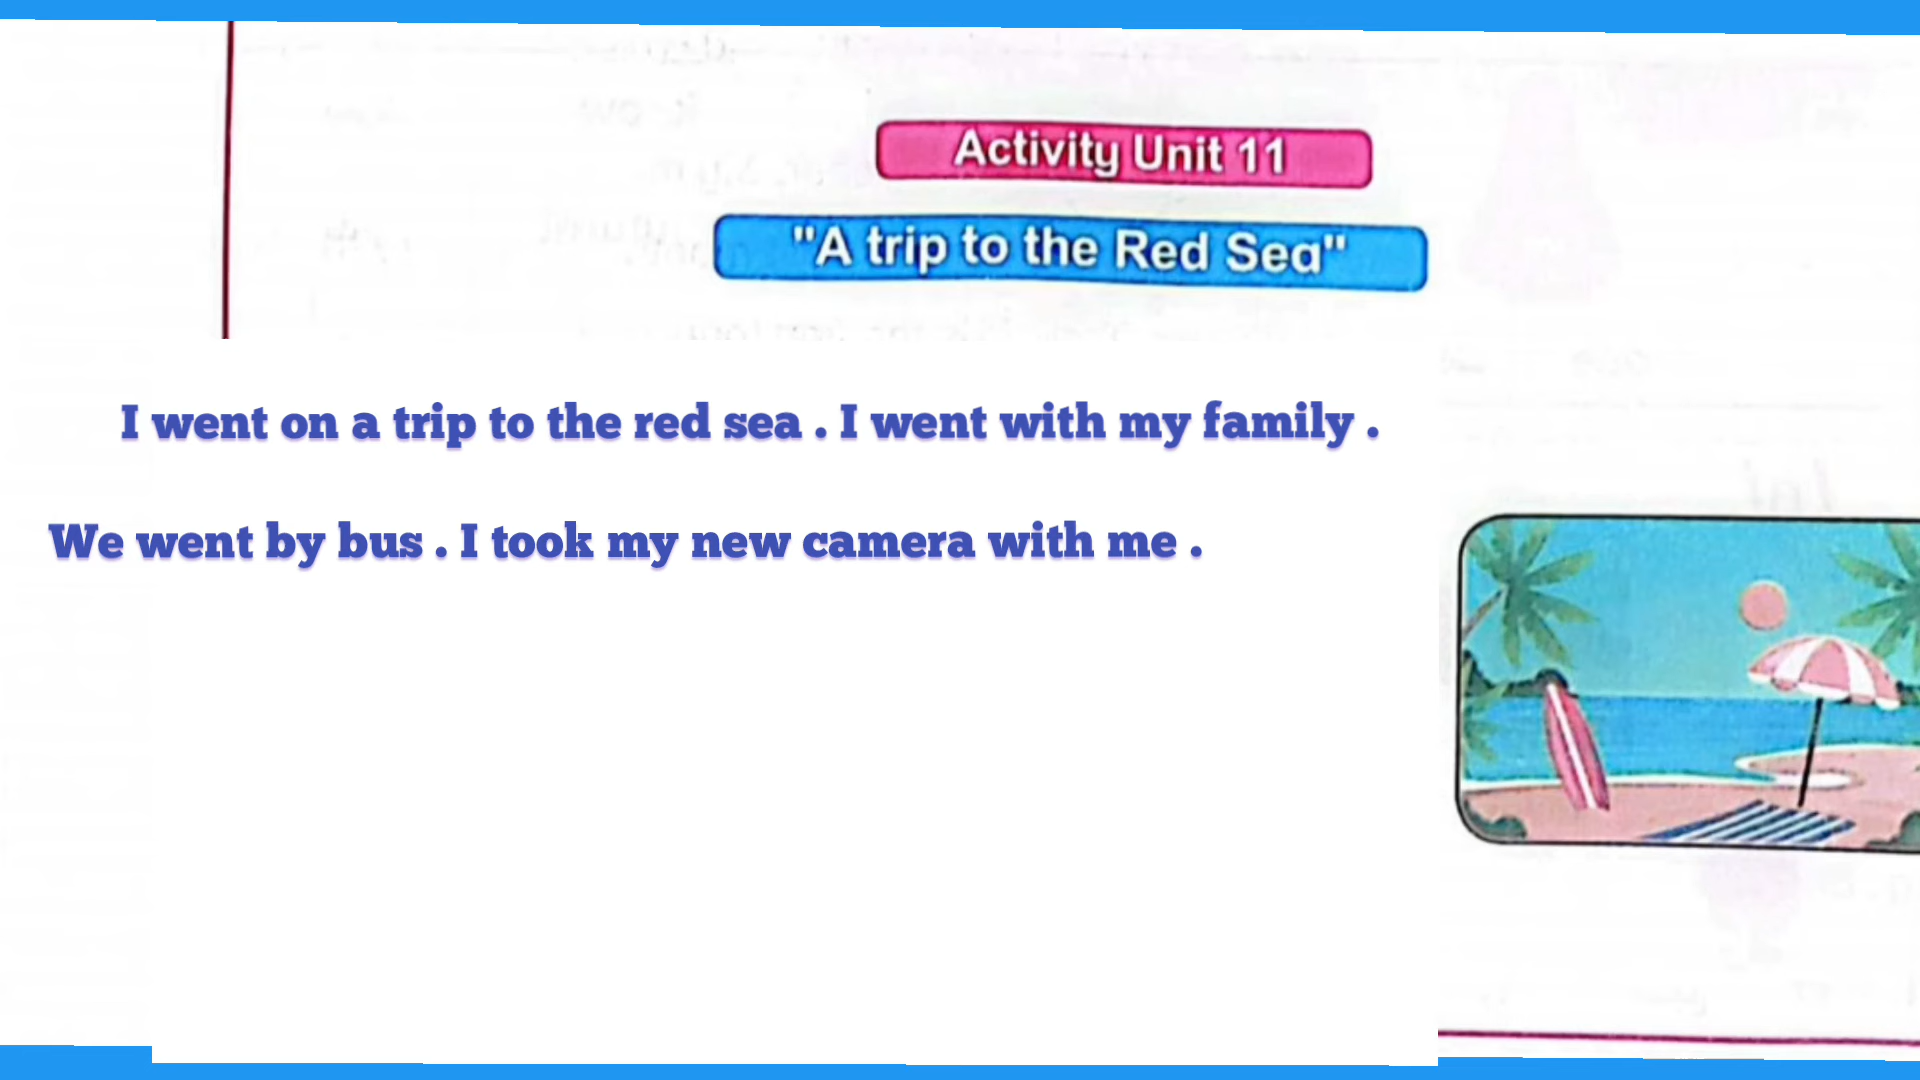 Activity Unit 11
"A trip to the Red Sea"
I went on a trip to the red sea . I went with my family .
We went by bus . I took my new camera with me .